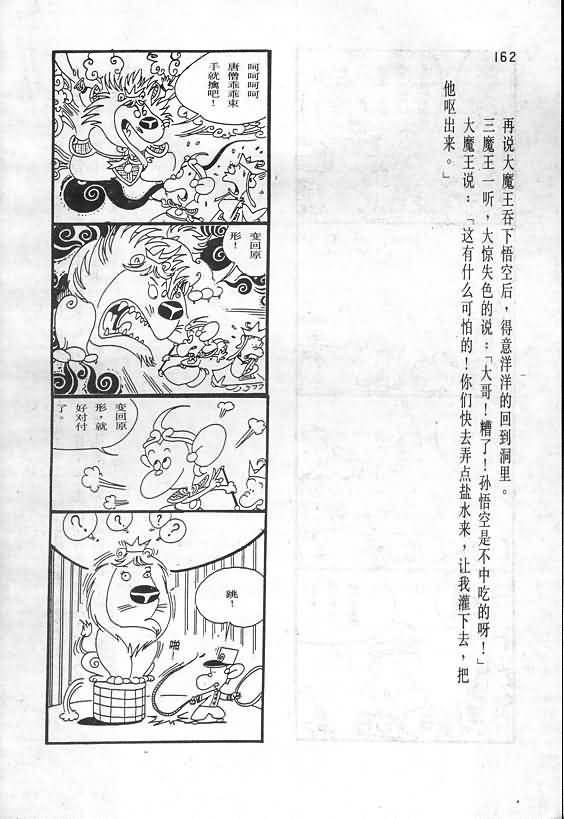 162
再说大魔王吞下悟空后，得意洋洋的回到洞里。
三魔王一听，大惊失色的说：「大哥！糟了！孙悟空是不中吃的呀！」
大魔王说：「这有什么可怕的！你们快去弄点盐水来，让我灌下去，把
他呕出来。」
呵呵呵呵
唐僧乖乖束
手就擒吧！
变回原
形！
变回原
形，就
好对付
了。
？
？
？
？
跳！
啪